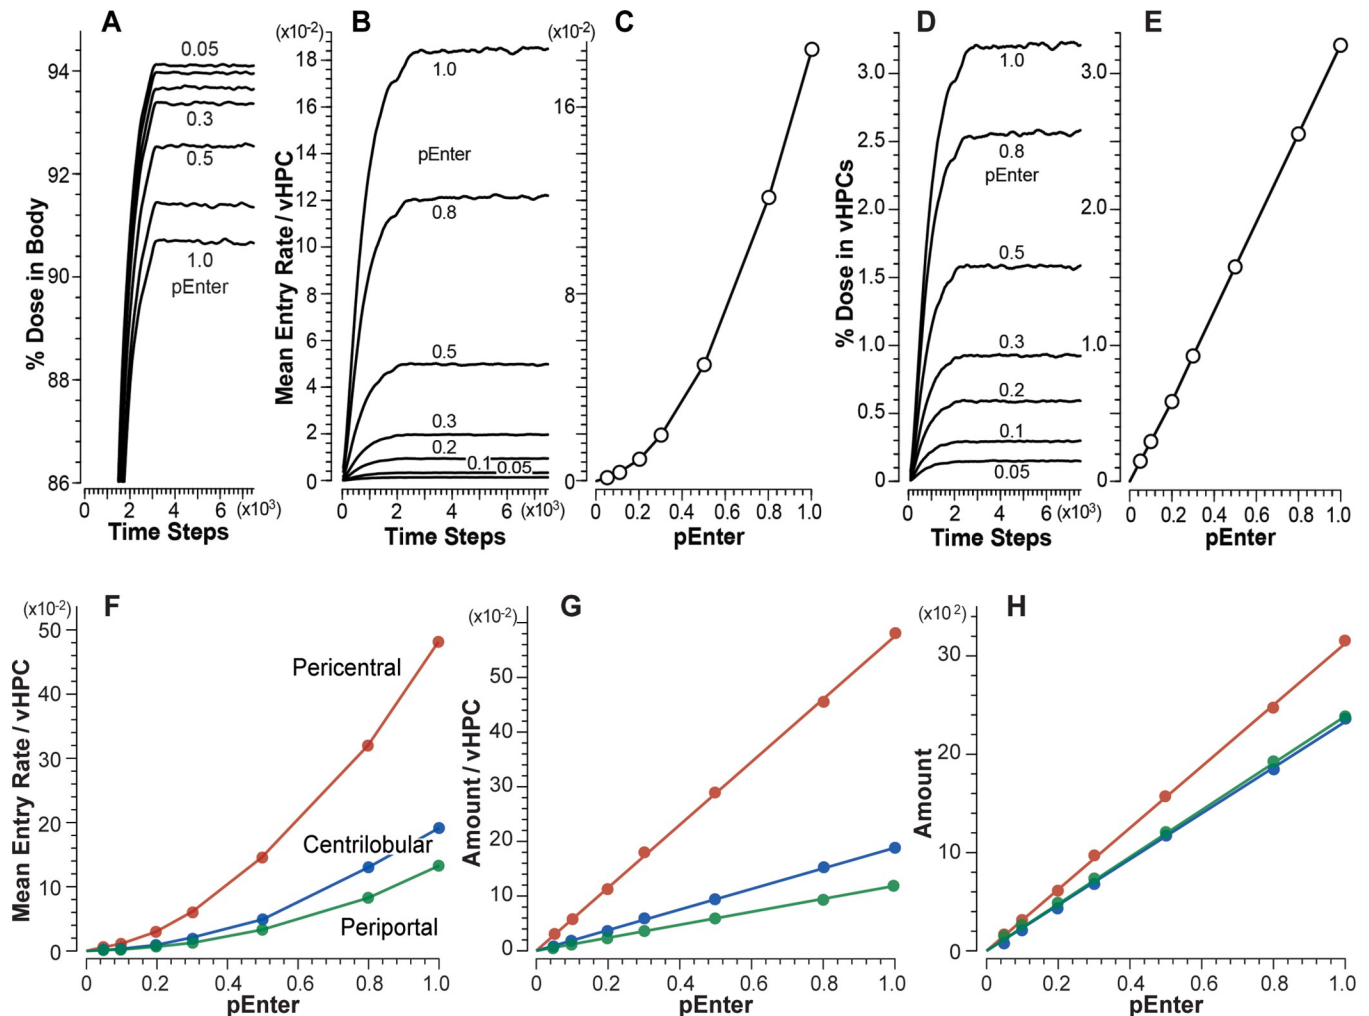 A
% Dose in Body
94
92
90
88
86
0.05
0.3
0.5
1.0
pEnter
0
2
6
(x10³)
Time Steps
B
(x10⁻²)
Mean Entry Rate / vHPC
18
16
14
12
10
8
6
4
2
0
1.0
pEnter
0.8
0.5
0.3
0.2
0.1
0.05
0
2
4
6
(x10³)
Time Steps
C
(x10⁻²)
16
8
0
0
0.2
0.4
0.6
0.8
1.0
pEnter
D
% Dose in vHPCs
3.0
2.5
2.0
1.5
1.0
0.5
0
1.0
0.8
pEnter
0.5
0.3
0.2
0.1
0.05
0
2
4
6
(x10³)
Time Steps
E
3.0
2.0
1.0
0
0
0.2
0.4
0.6
0.8
1.0
pEnter
F
(x10⁻²)
Mean Entry Rate / vHPC
50
40
30
20
10
0
Pericentral
Centrilobular
Periportal
0
0.2
0.4
0.6
0.8
1.0
pEnter
G
(x10⁻²)
Amount / vHPC
50
40
30
20
10
0
0
0.2
0.4
0.6
0.8
1.0
pEnter
H
(x10²)
Amount
30
20
10
0
0
0.2
0.4
0.6
0.8
1.0
pEnter